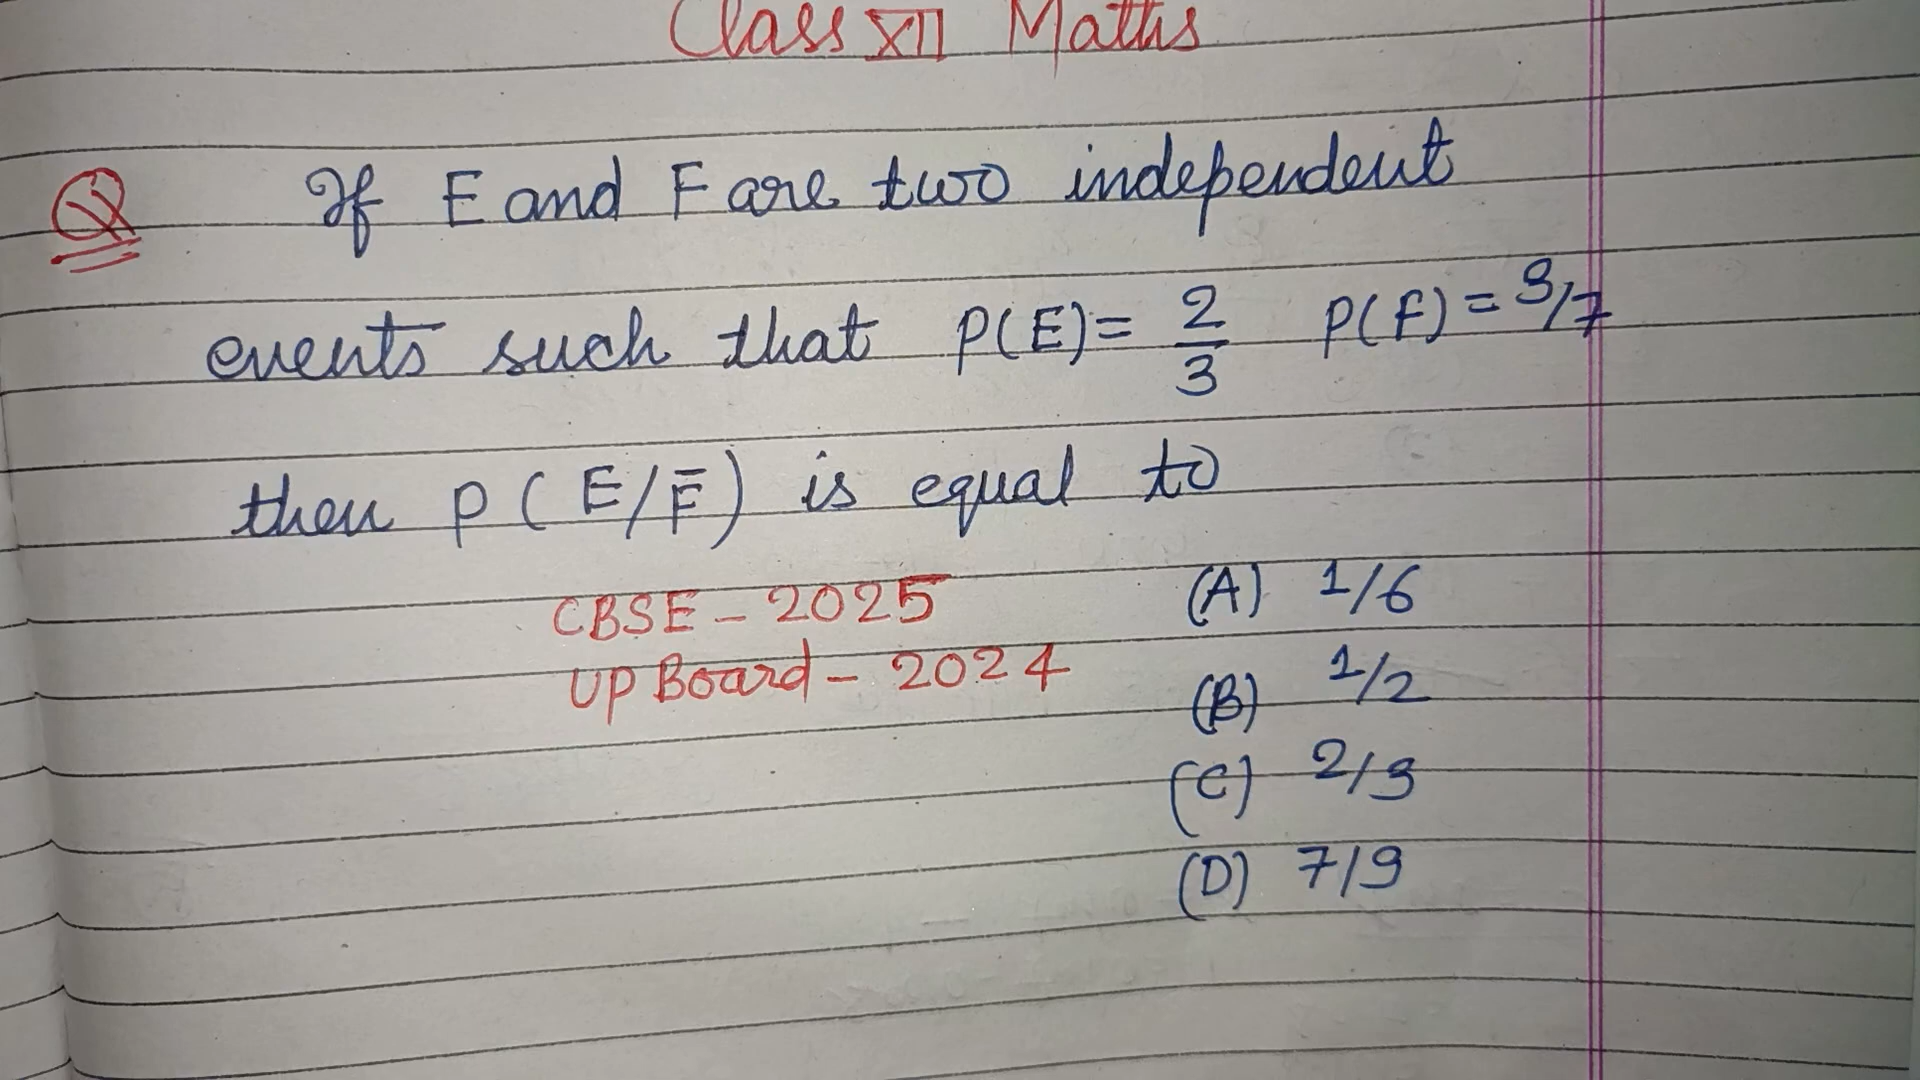 Class XII Maths
Q If E and F are two independent
events such that P(E) = 2/3 P(F) = 3/7
then P(E/F̅) is equal to
CBSE - 2025 (A) 1/6
UP Board - 2024 (B) 1/2
(C) 2/3
(D) 7/9